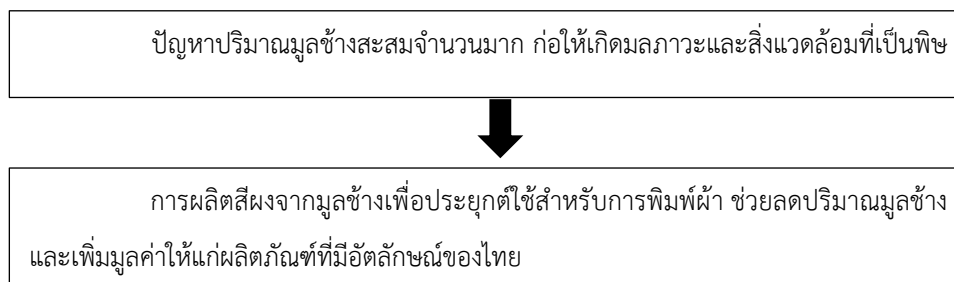 ปัญหาปริมาณมูลช้างสะสมจำนวนมาก ก่อให้เกิดมลภาวะและสิ่งแวดล้อมที่เป็นพิษ
การผลิตสีผงจากมูลช้างเพื่อประยุกต์ใช้สำหรับการพิมพ์ผ้า ช่วยลดปริมาณมูลช้าง
และเพิ่มมูลค่าให้แก่ผลิตภัณฑ์ที่มีอัตลักษณ์ของไทย